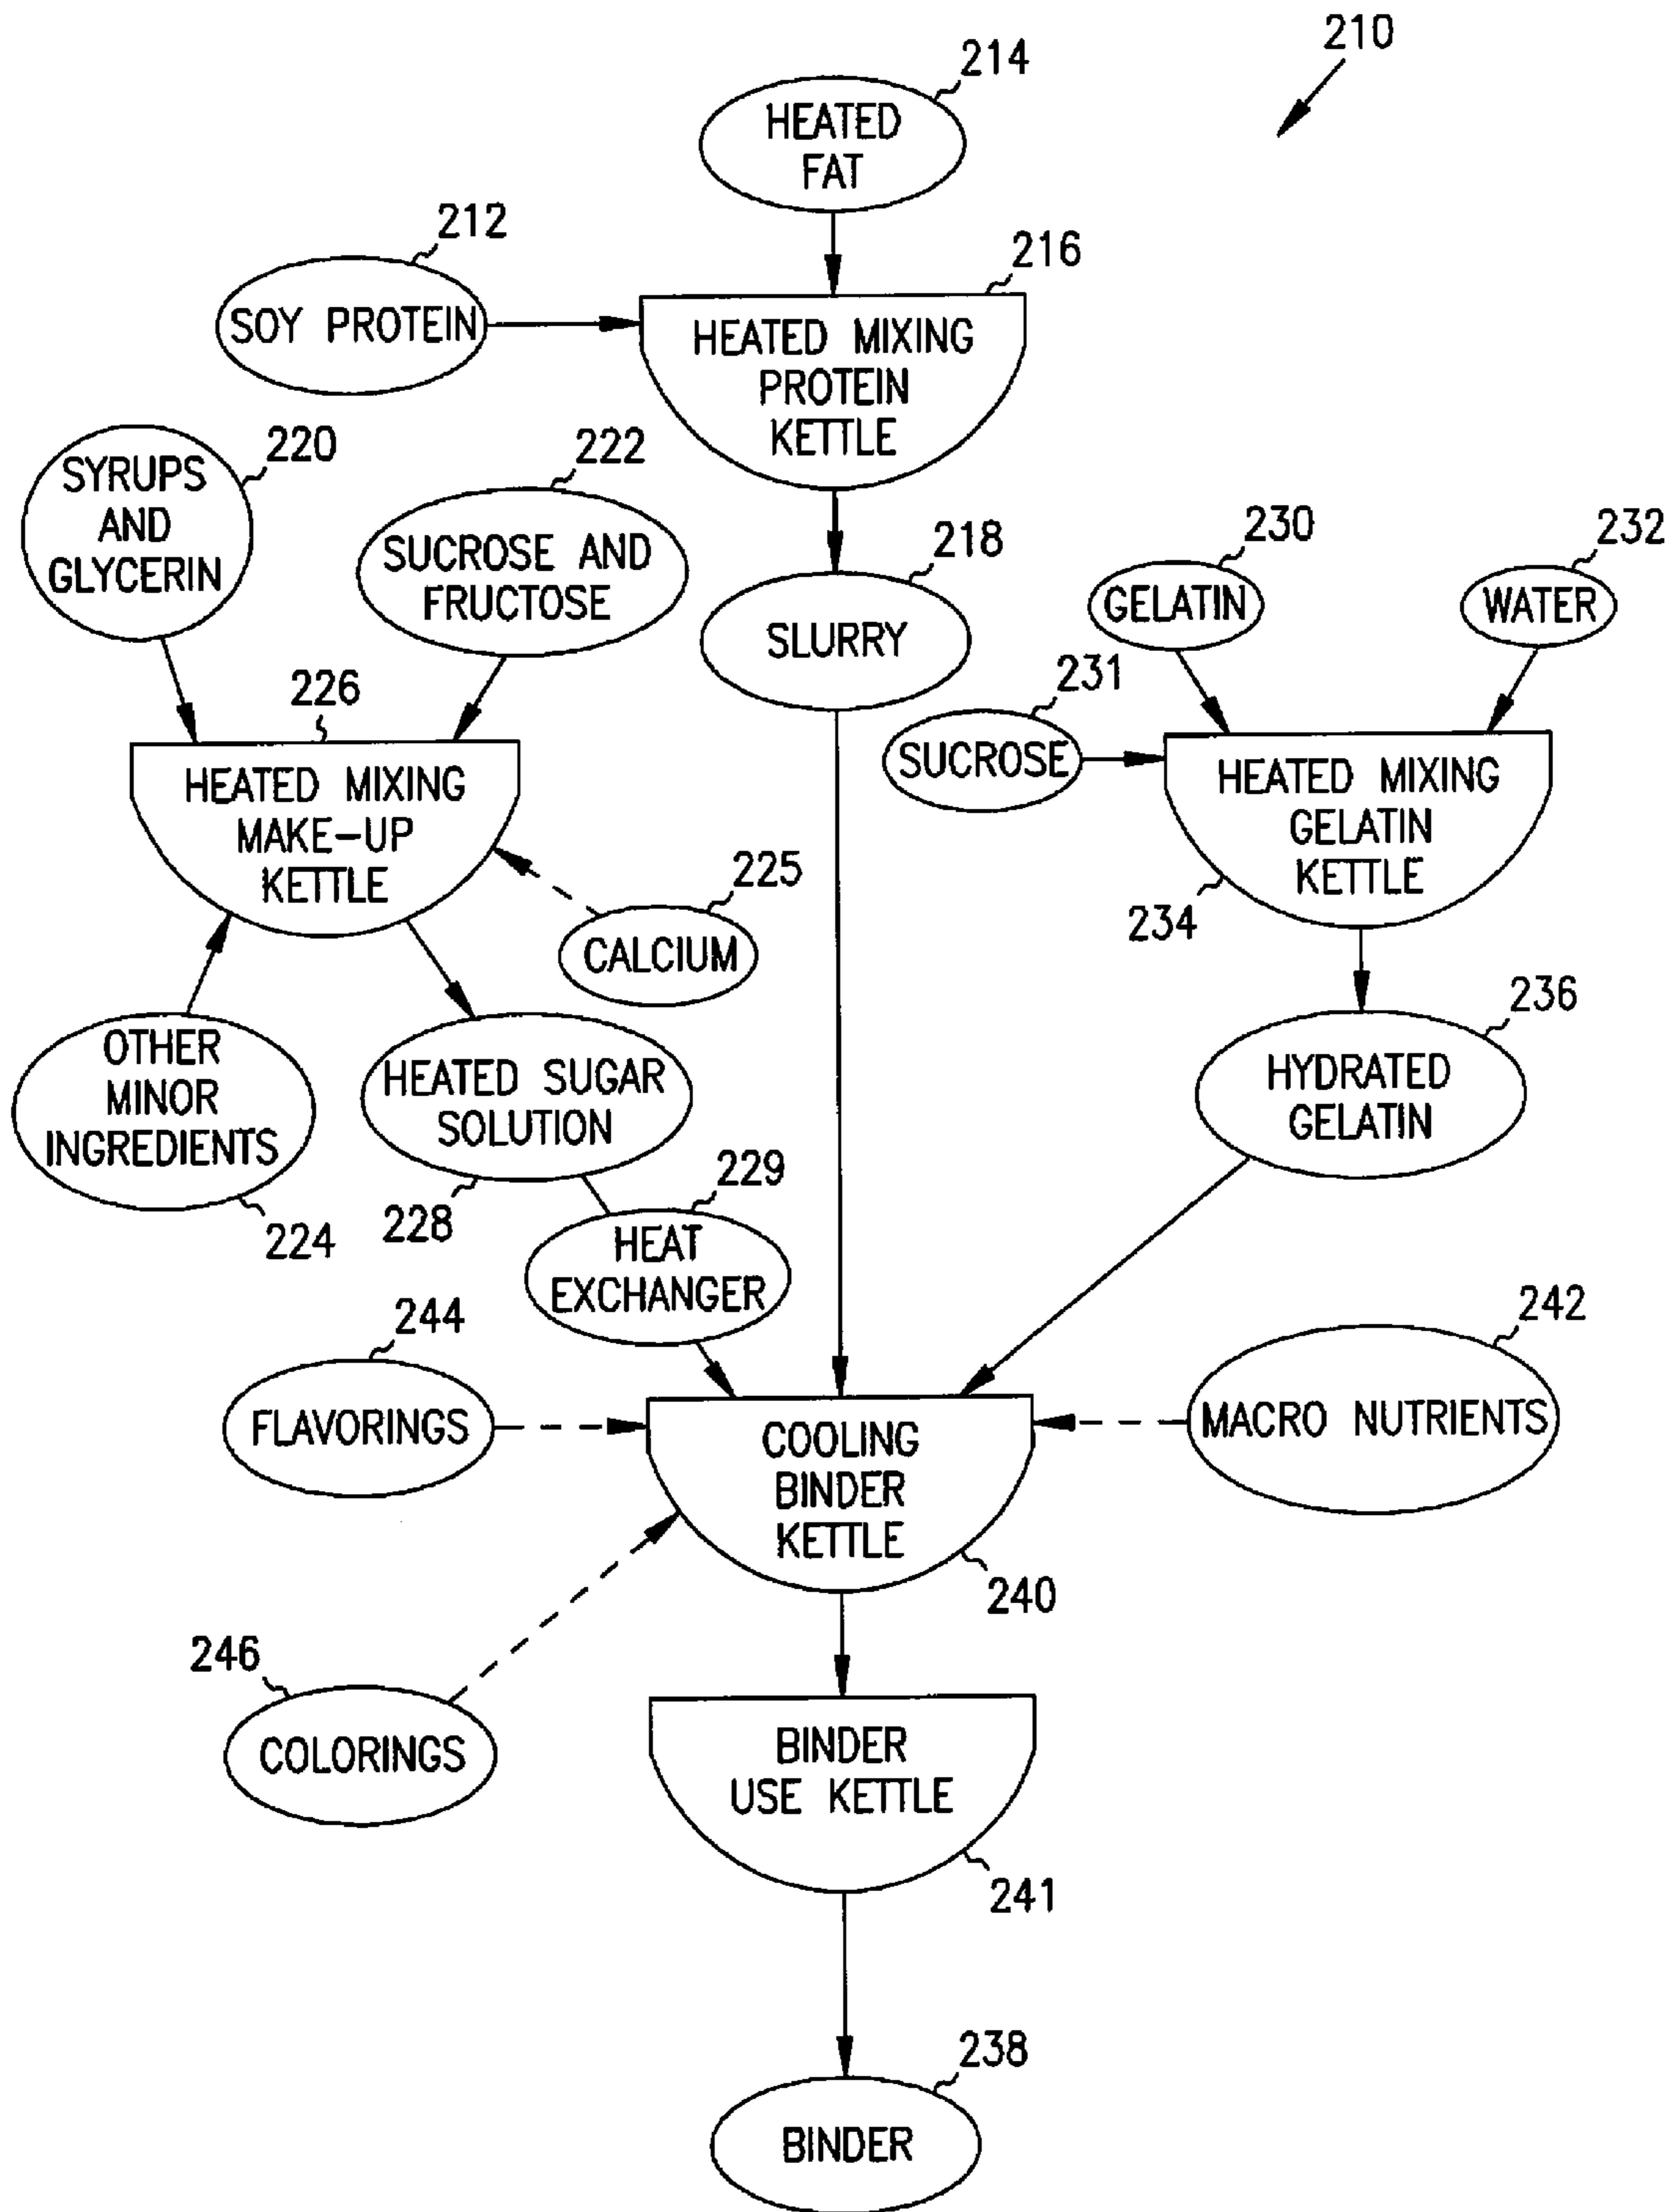 210
214
HEATED
FAT
212
SOY PROTEIN
216
HEATED MIXING
PROTEIN
KETTLE
220
SYRUPS
AND
GLYCERIN
222
SUCROSE AND
FRUCTOSE
218
SLURRY
230
GELATIN
232
WATER
231
SUCROSE
226
HEATED MIXING
MAKE-UP
KETTLE
HEATED MIXING
GELATIN
KETTLE
234
225
CALCIUM
OTHER
MINOR
INGREDIENTS
224
HEATED SUGAR
SOLUTION
228
236
HYDRATED
GELATIN
229
HEAT
EXCHANGER
244
FLAVORINGS
242
MACRO NUTRIENTS
COOLING
BINDER
KETTLE
240
246
COLORINGS
BINDER
USE KETTLE
241
238
BINDER